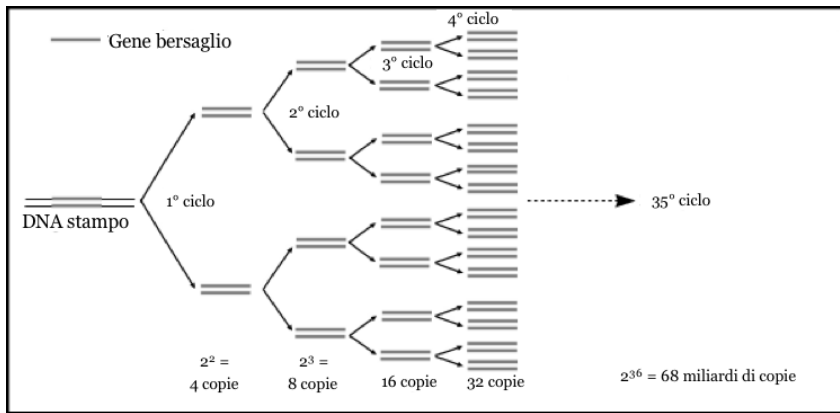 Gene bersaglio
4° ciclo
3° ciclo
2° ciclo
1° ciclo
DNA stampo
35° ciclo
2² =
4 copie
2³ =
8 copie
16 copie
32 copie
2³⁶ = 68 miliardi di copie